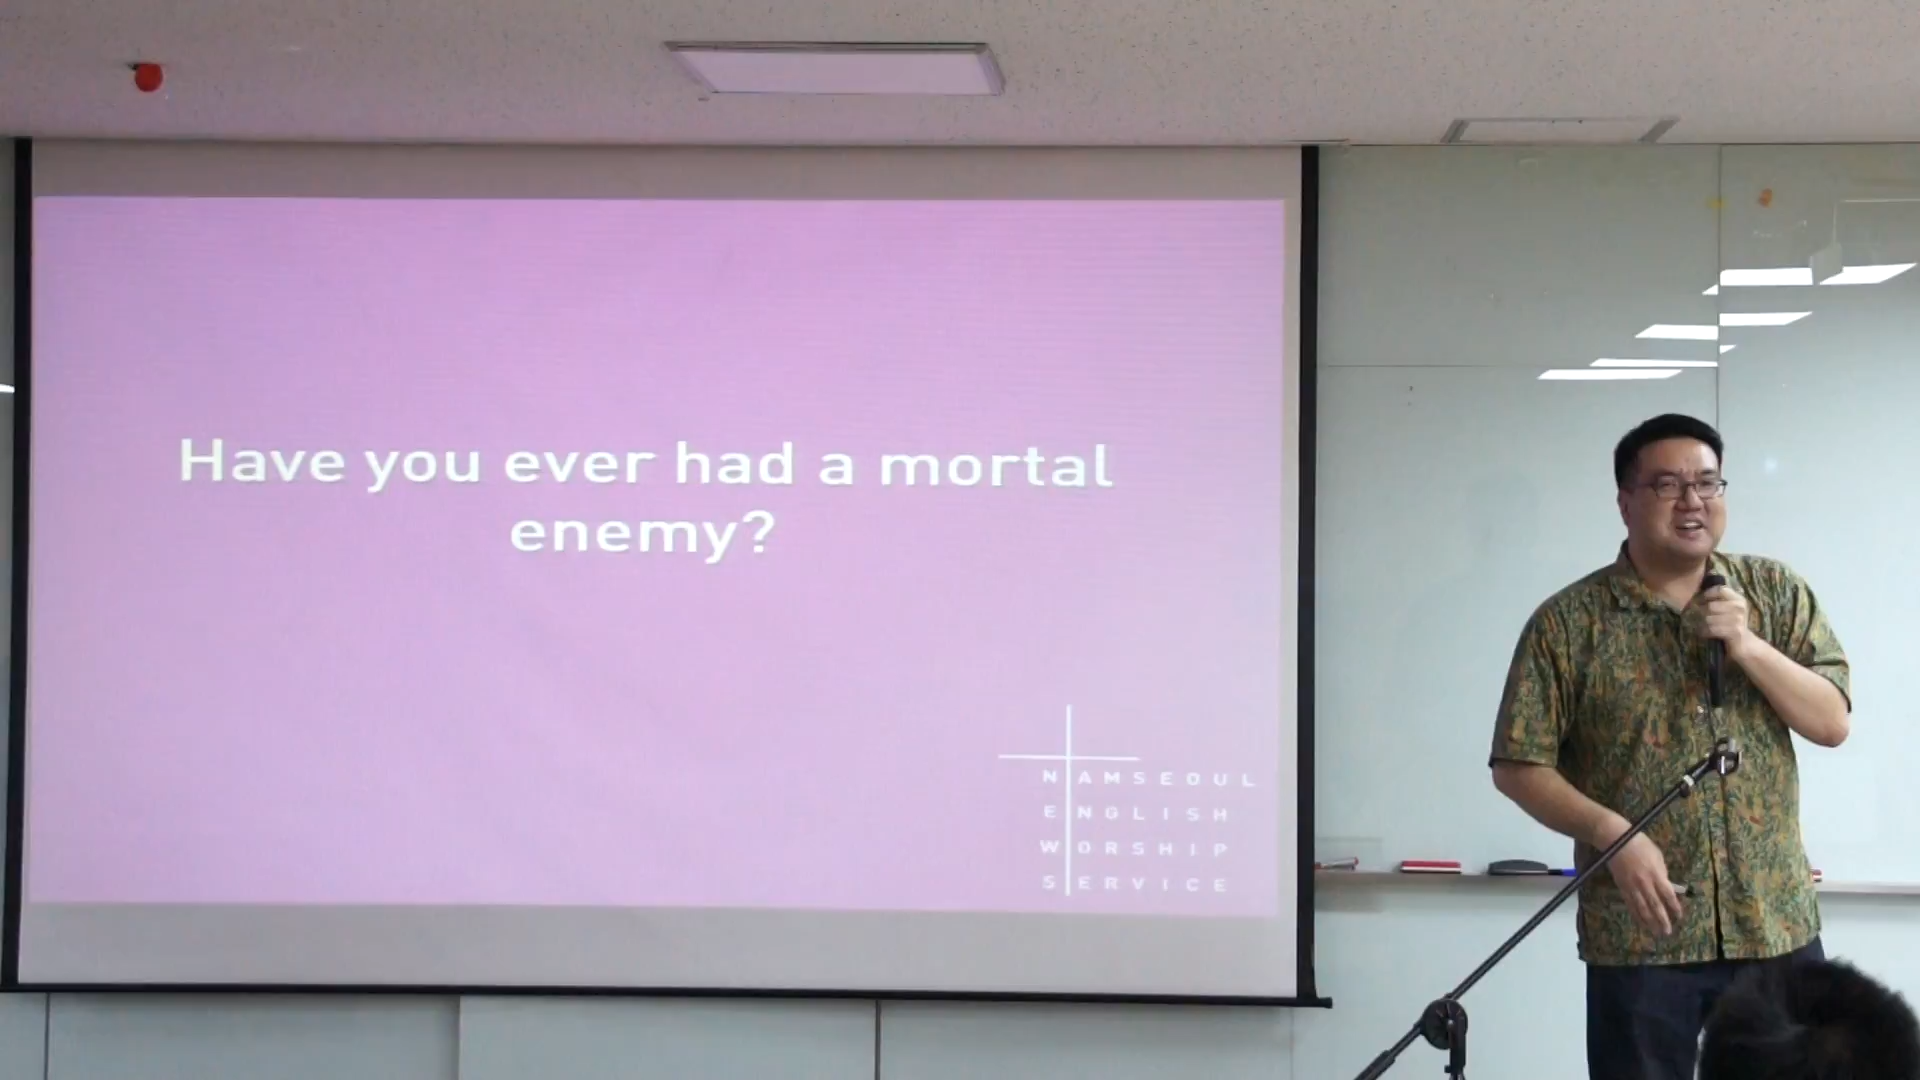 Have you ever had a mortal
enemy?
NAMSEOUL
ENGLISH
WORSHIP
SERVICE